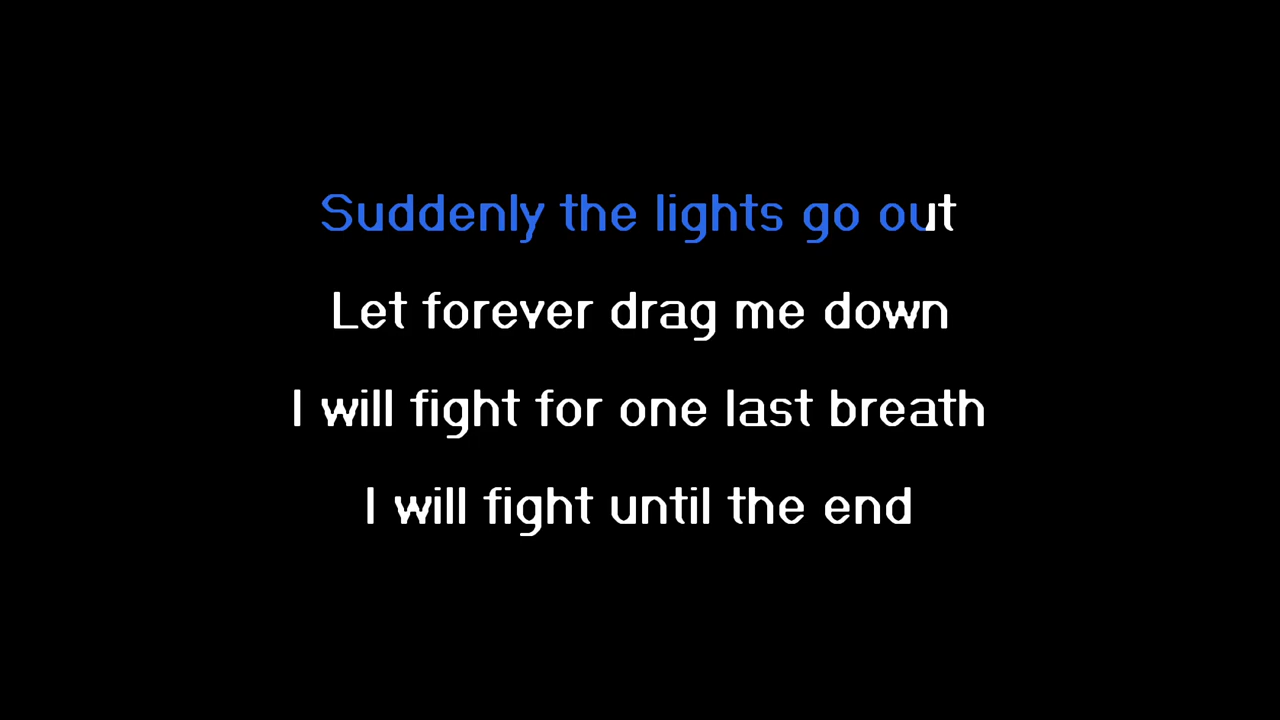 Suddenly the lights go out
Let forever drag me down
I will fight for one last breath
I will fight until the end